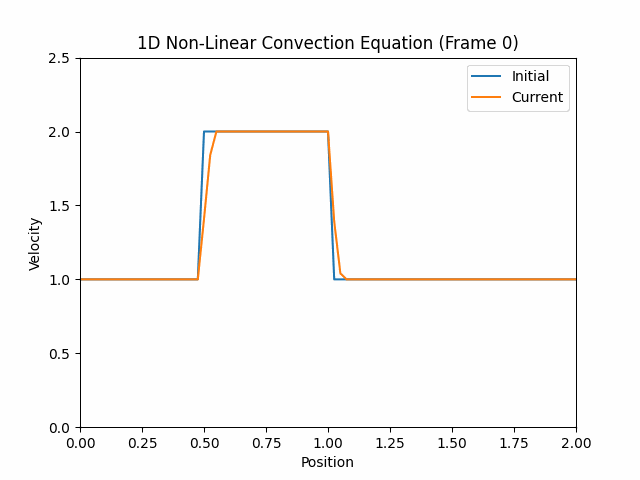 1D Non-Linear Convection Equation (Frame 0)
Initial
Current
Velocity
2.5
2.0
1.5
1.0
0.5
0.0
0.00 0.25 0.50 0.75 1.00 1.25 1.50 1.75 2.00
Position